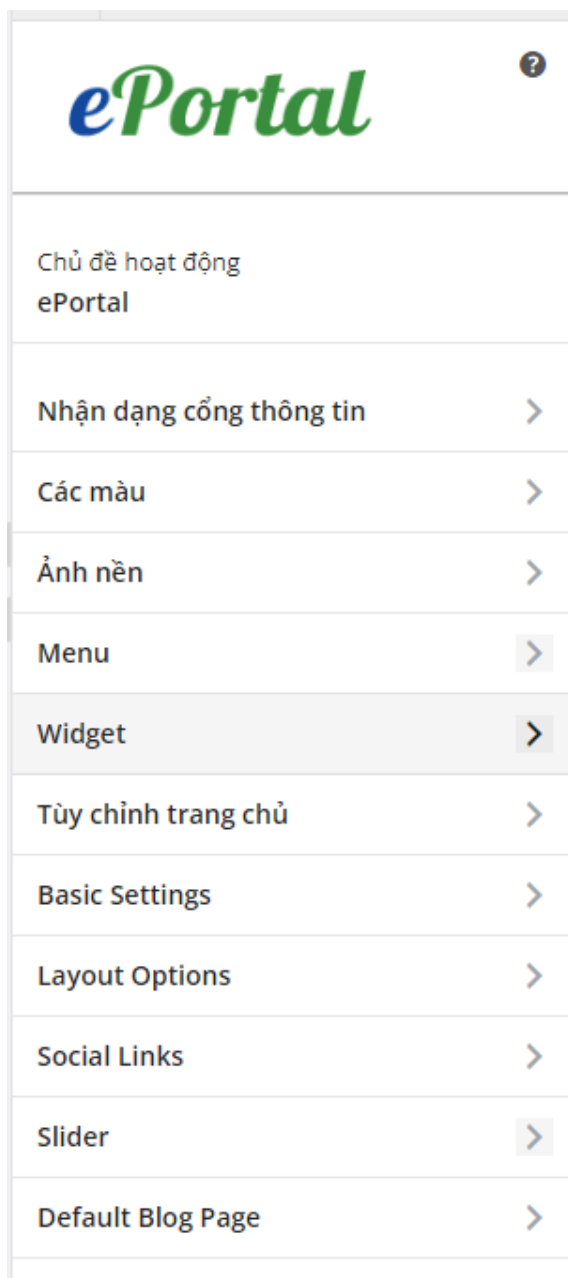 ePortal
?
Chủ đề hoạt động
ePortal
Nhận dạng cổng thông tin
Các màu
Ảnh nền
Menu
Widget
Tùy chỉnh trang chủ
Basic Settings
Layout Options
Social Links
Slider
Default Blog Page